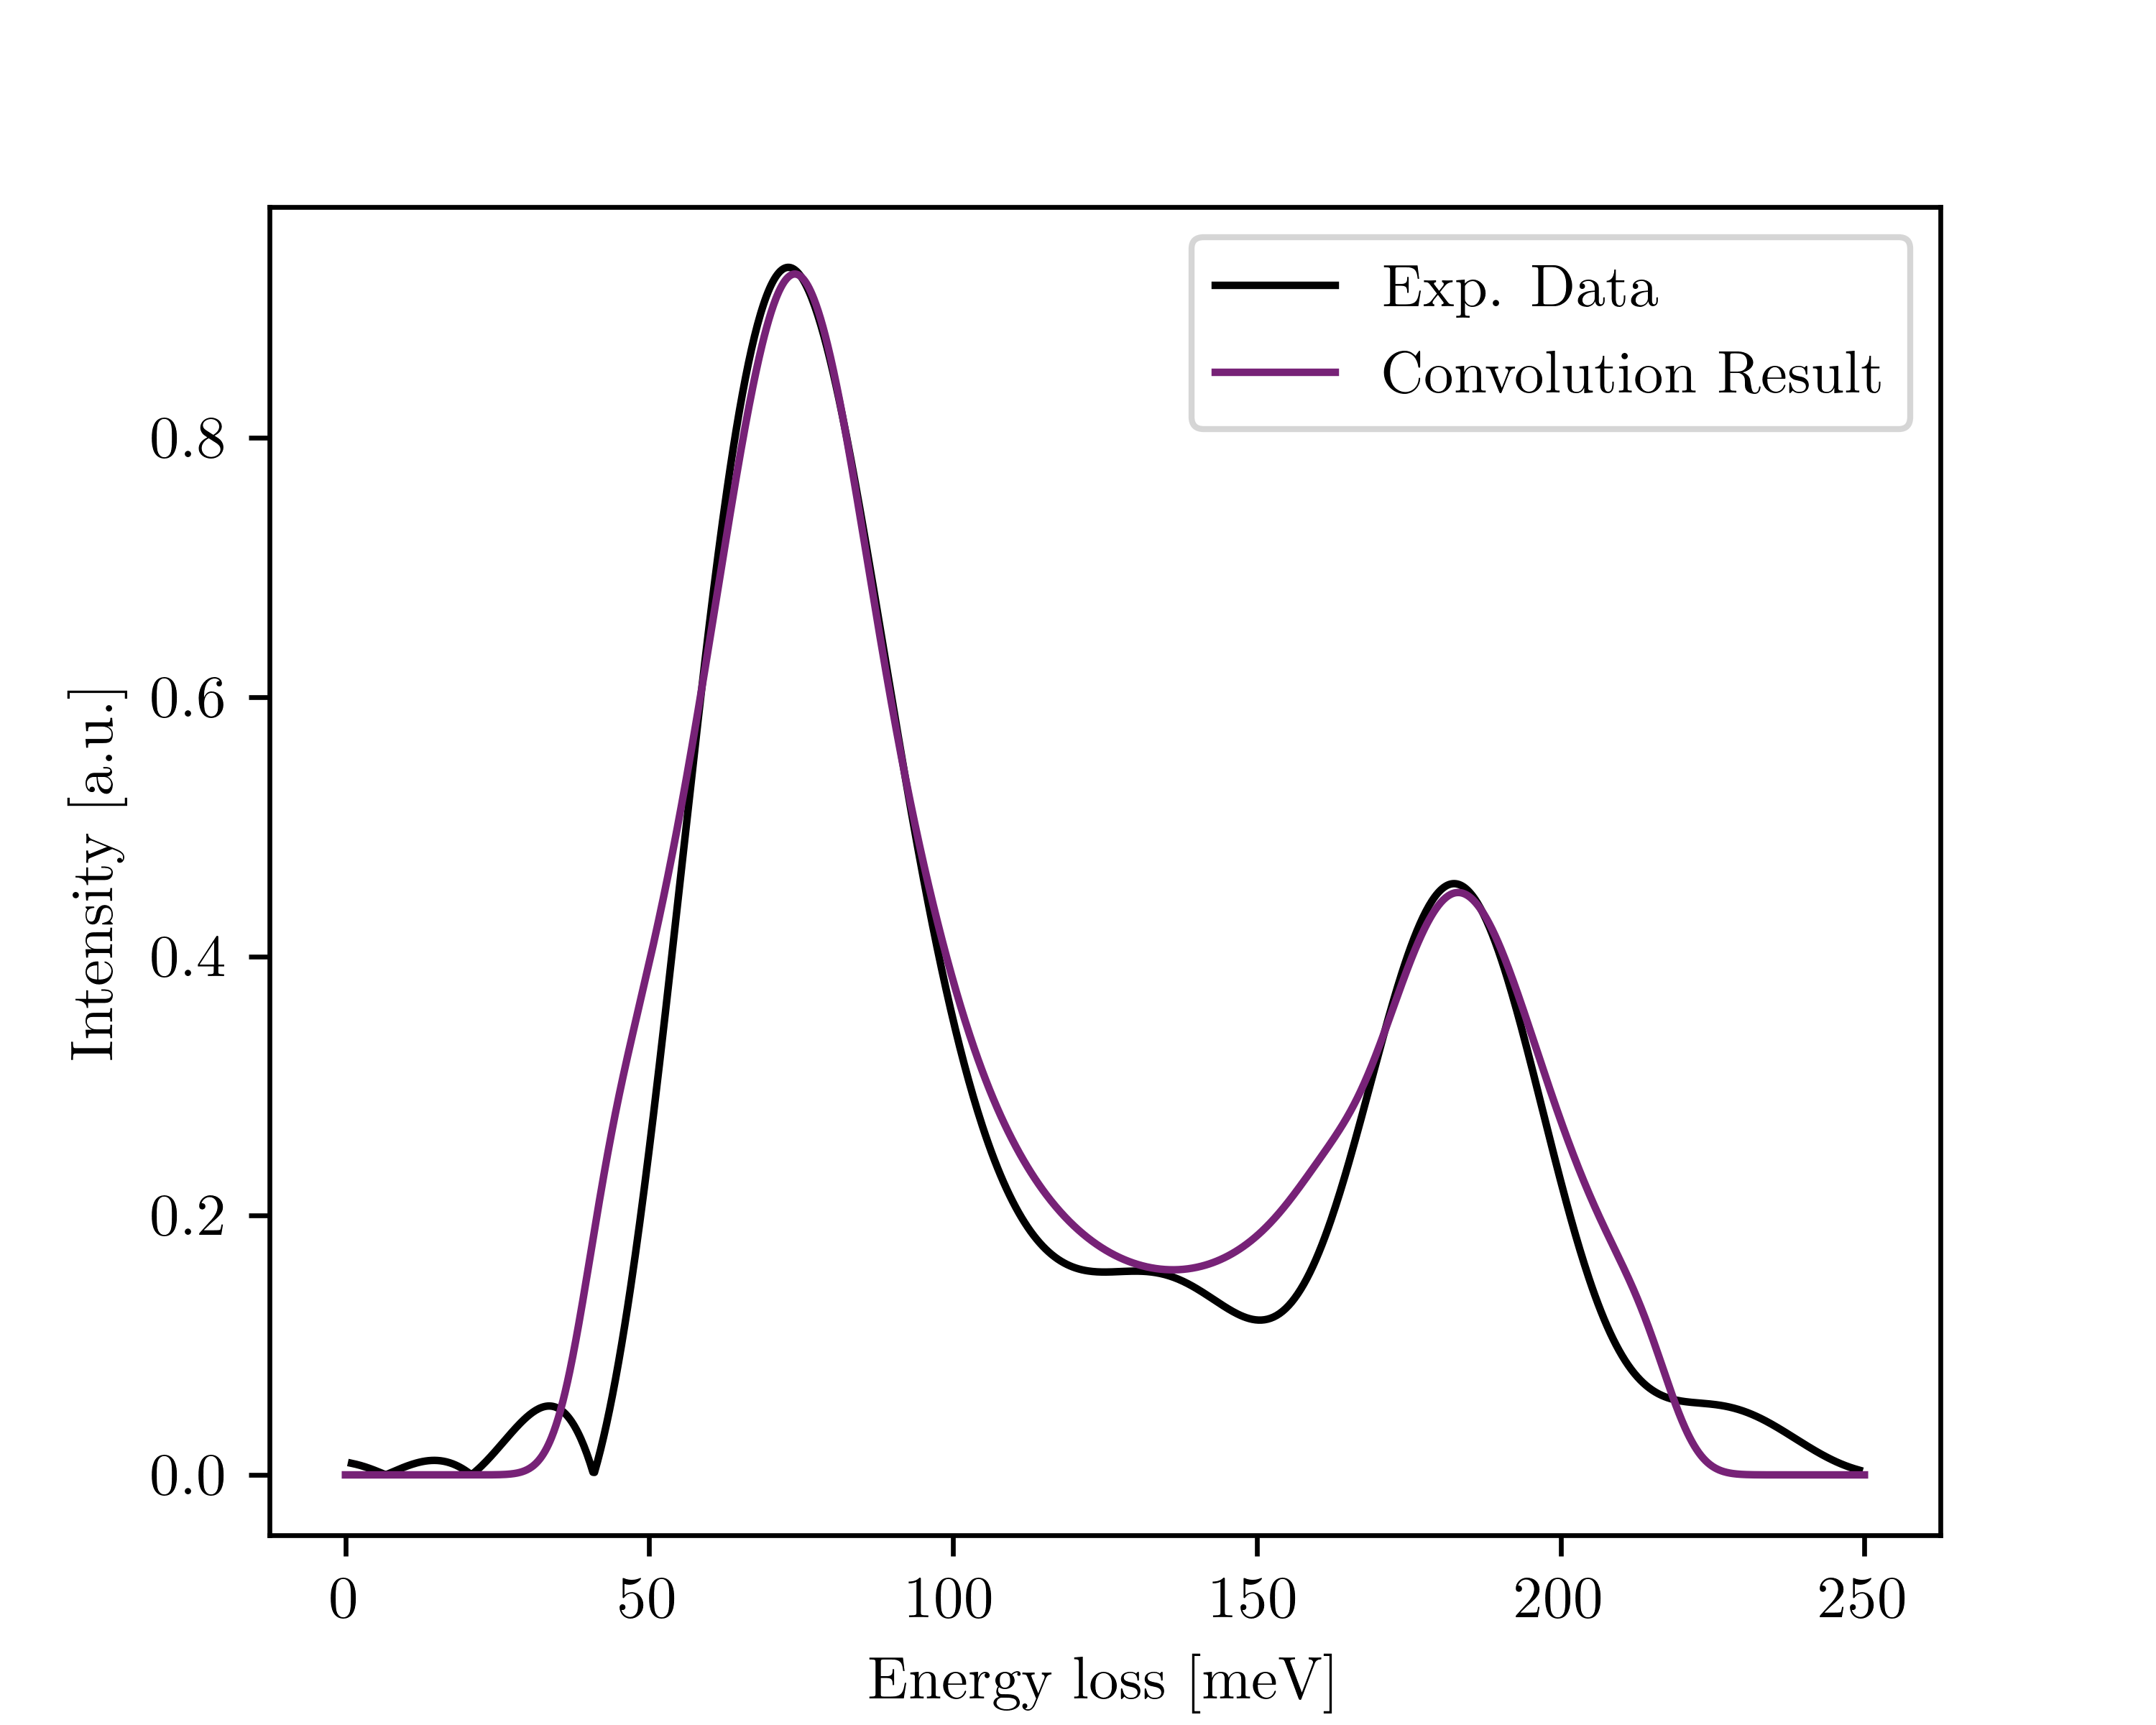 Exp. Data
Convolution Result
0.8
0.6
0.4
0.2
0.0
Intensity [a.u.]
0 50 100 150 200 250
Energy loss [meV]